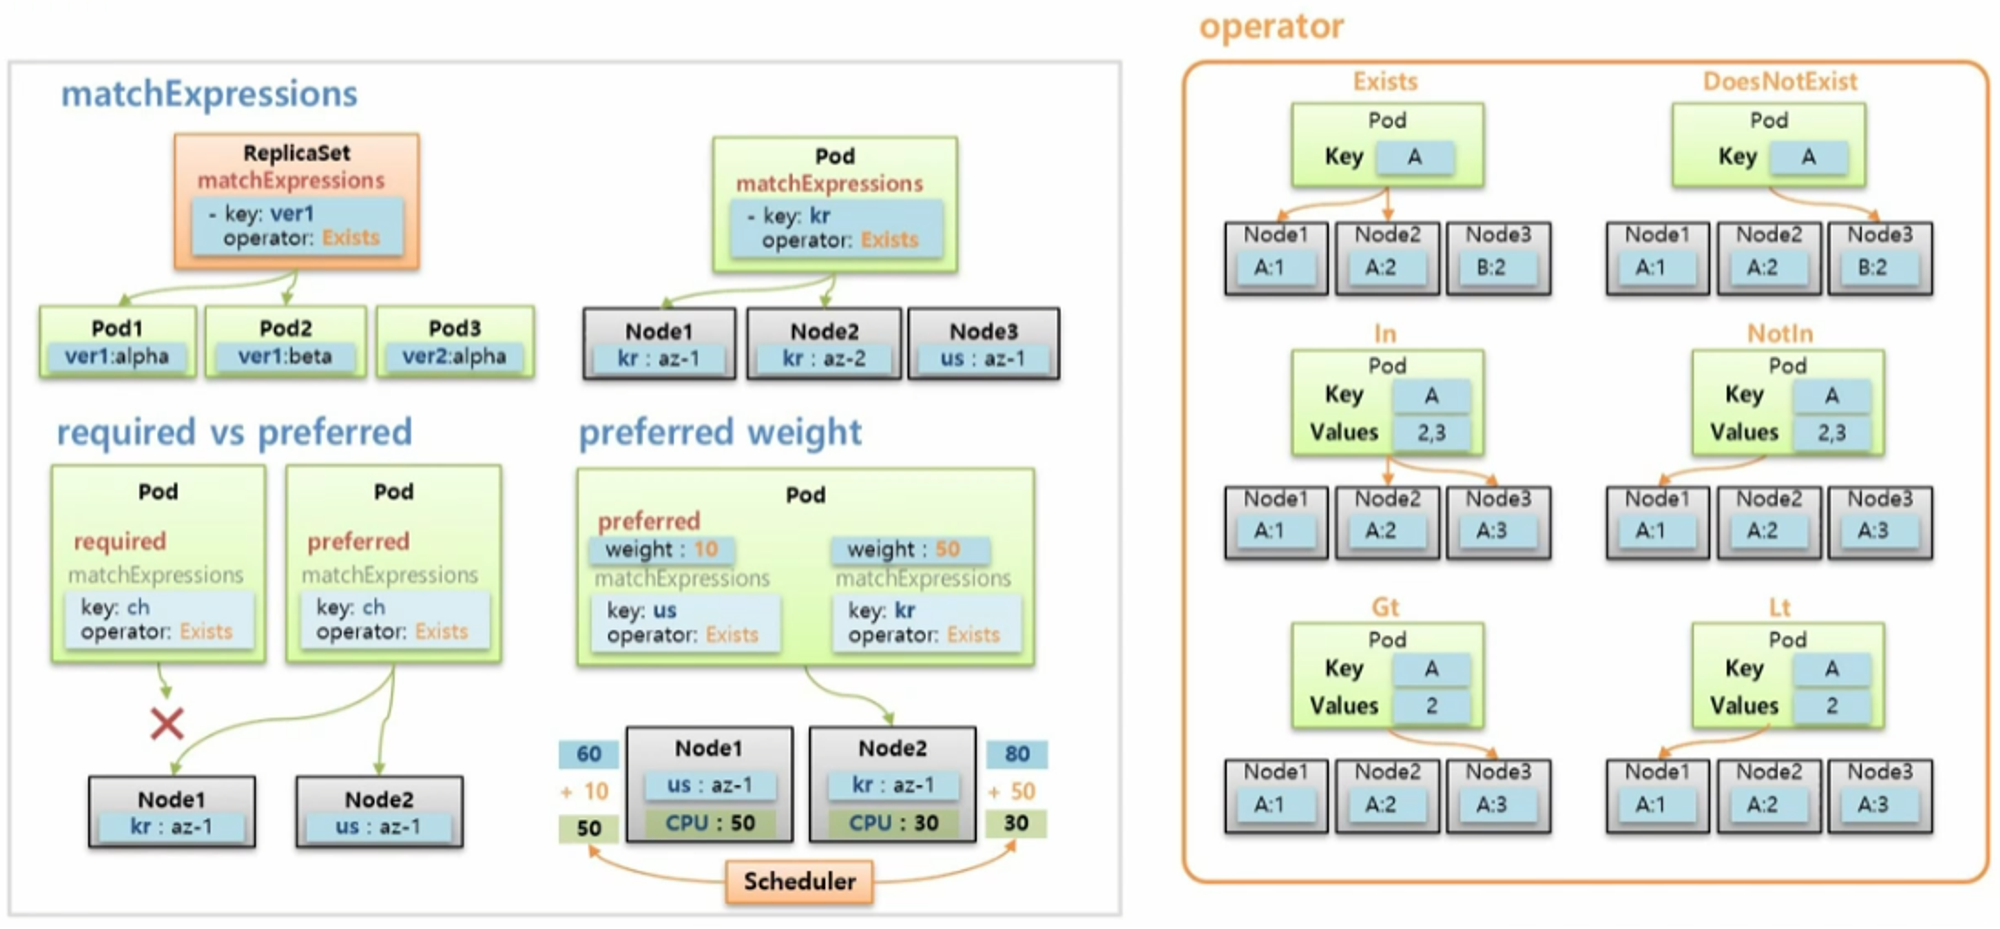 operator
matchExpressions
ReplicaSet
matchExpressions
- key: ver1
operator: Exists
Pod1
ver1:alpha
Pod2
ver1:beta
Pod3
ver2:alpha
Pod
matchExpressions
- key: kr
operator: Exists
Node1
kr : az-1
Node2
kr : az-2
Node3
us : az-1
required vs preferred
Pod
required
matchExpressions
key: ch
operator: Exists
Pod
preferred
matchExpressions
key: ch
operator: Exists
Node1
kr : az-1
Node2
us : az-1
preferred weight
Pod
preferred
weight : 10
matchExpressions
key: us
operator: Exists
weight : 50
matchExpressions
key: kr
operator: Exists
60
+ 10
50
Node1
us : az-1
CPU : 50
Node2
kr : az-1
CPU : 30
80
+ 50
30
Scheduler
Exists
Pod
Key A
Node1
A:1
Node2
A:2
Node3
B:2
DoesNotExist
Pod
Key A
Node1
A:1
Node2
A:2
Node3
B:2
In
Pod
Key A
Values 2,3
Node1
A:1
Node2
A:2
Node3
A:3
NotIn
Pod
Key A
Values 2,3
Node1
A:1
Node2
A:2
Node3
A:3
Gt
Pod
Key A
Values 2
Node1
A:1
Node2
A:2
Node3
A:3
Lt
Pod
Key A
Values 2
Node1
A:1
Node2
A:2
Node3
A:3